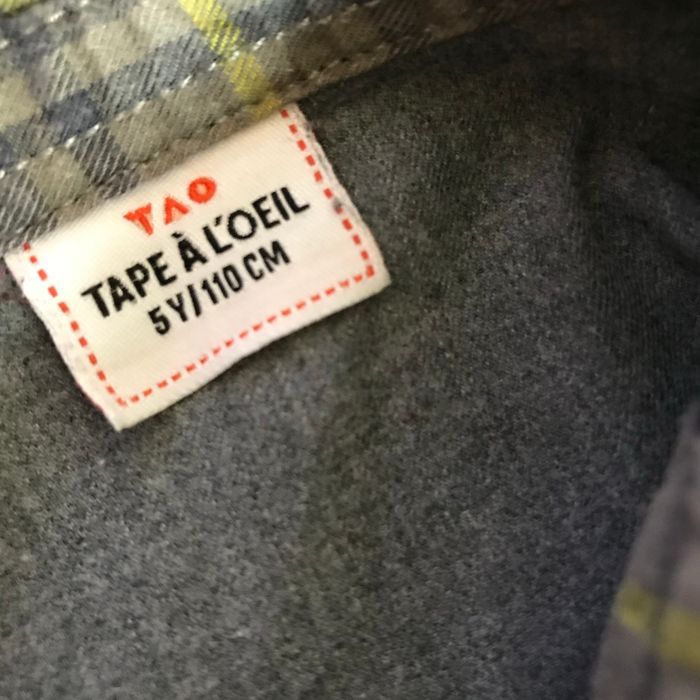 TAO
TAPE À L'OEIL
5 Y/110 CM